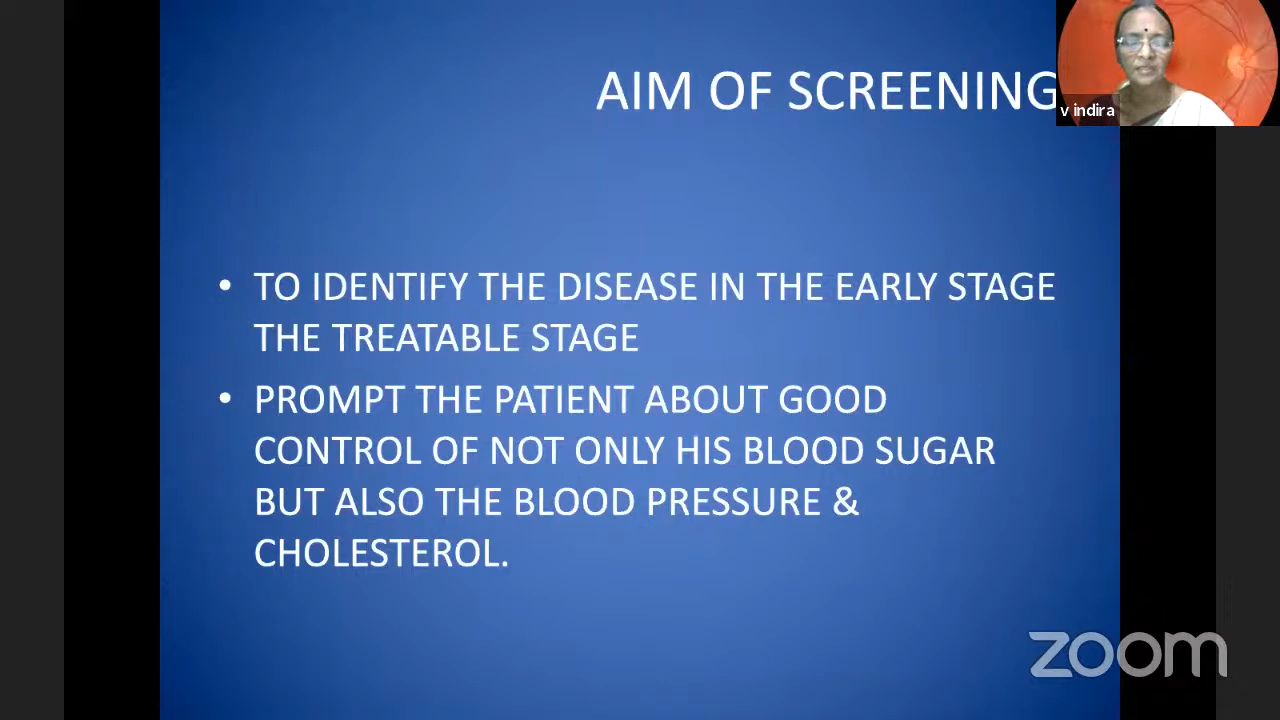 AIM OF SCREENING
v indira
• TO IDENTIFY THE DISEASE IN THE EARLY STAGE
THE TREATABLE STAGE
• PROMPT THE PATIENT ABOUT GOOD
CONTROL OF NOT ONLY HIS BLOOD SUGAR
BUT ALSO THE BLOOD PRESSURE &
CHOLESTEROL.
zoom